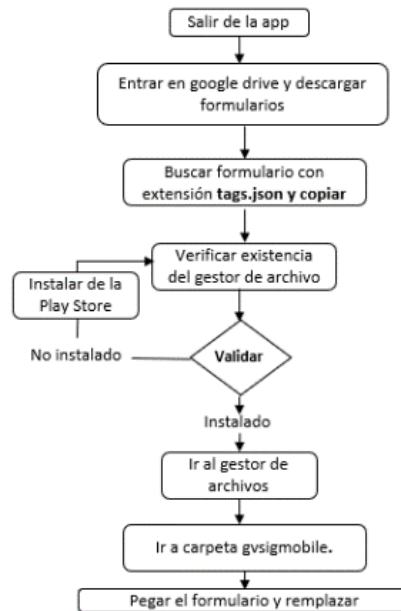 Salir de la app
Entrar en google drive y descargar
formularios
Buscar formulario con
extensión tags.json y copiar
Verificar existencia
del gestor de archivo
Instalar de la
Play Store
No instalado
Validar
Instalado
Ir al gestor de
archivos
Ir a carpeta gvsigmobile.
Pegar el formulario y remplazar